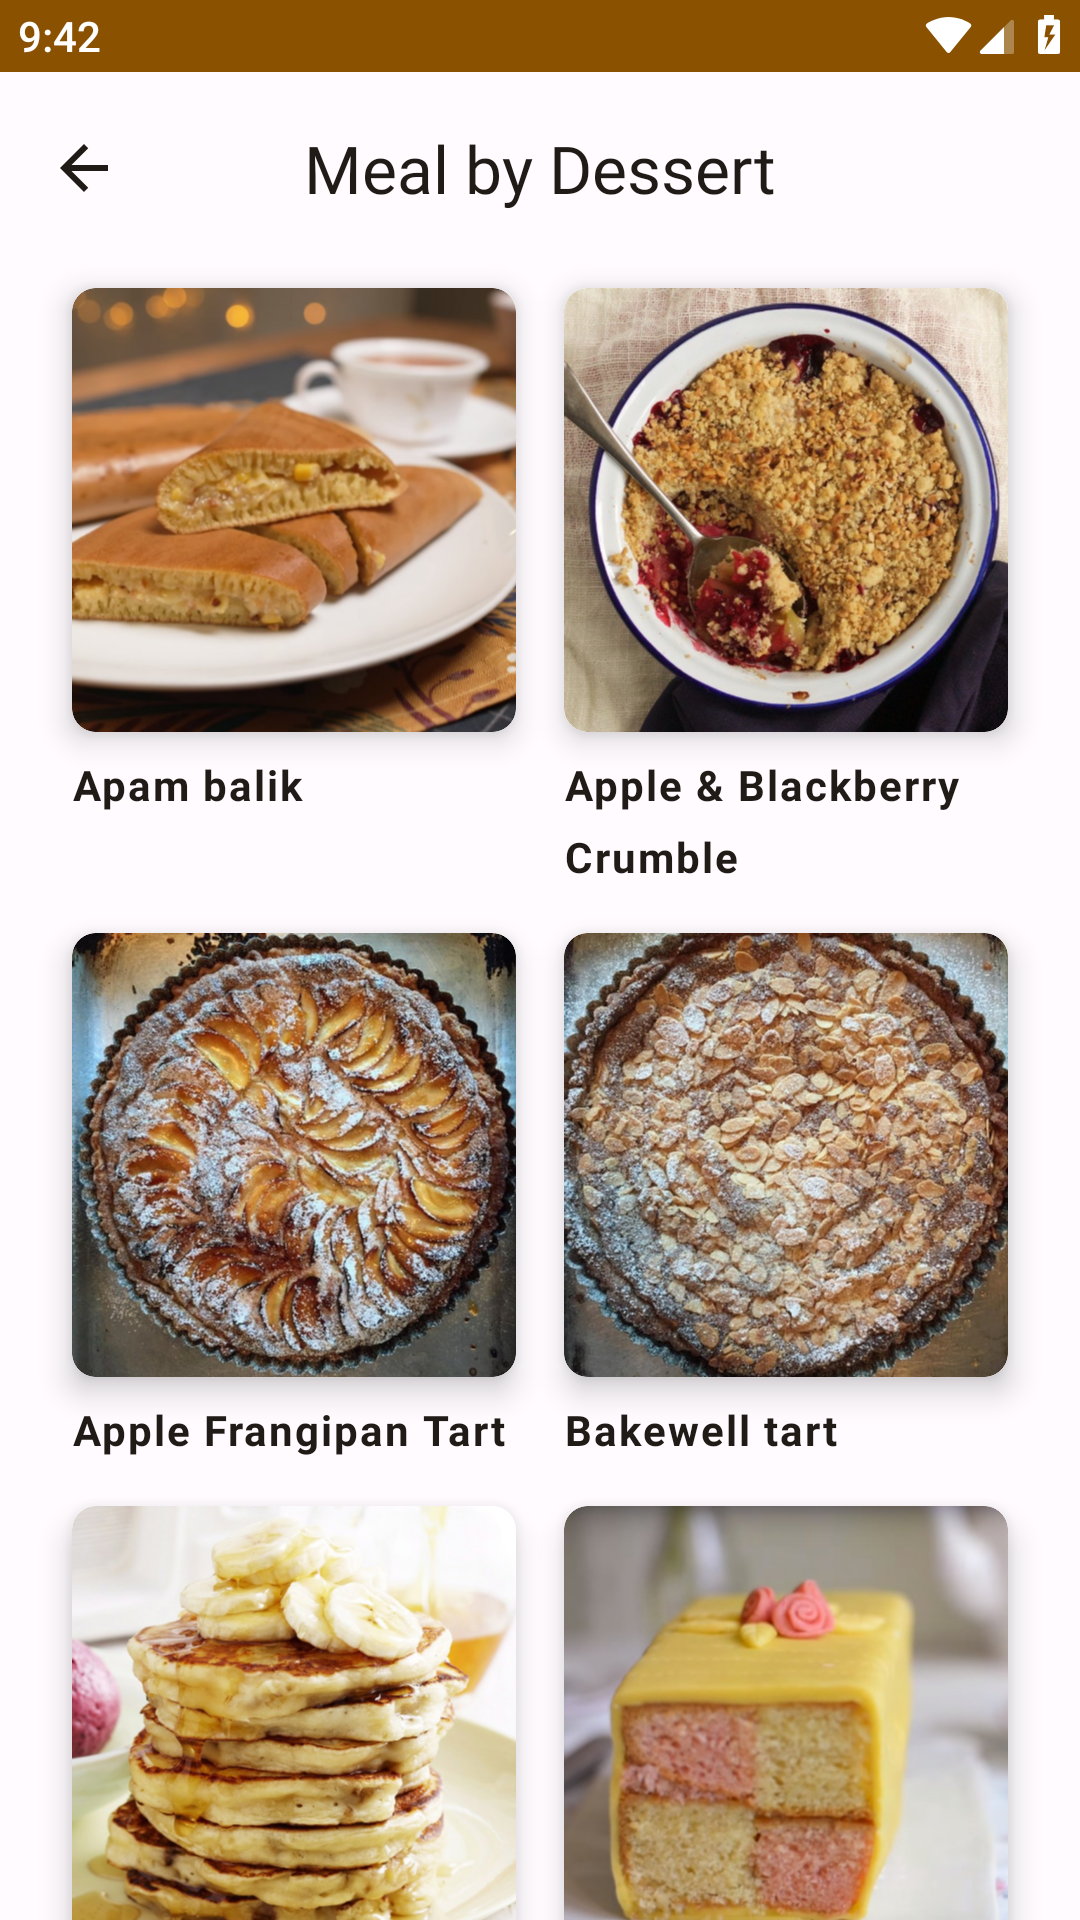 9:42
Meal by Dessert
Apam balik
Apple & Blackberry
Crumble
Apple Frangipan Tart
Bakewell tart